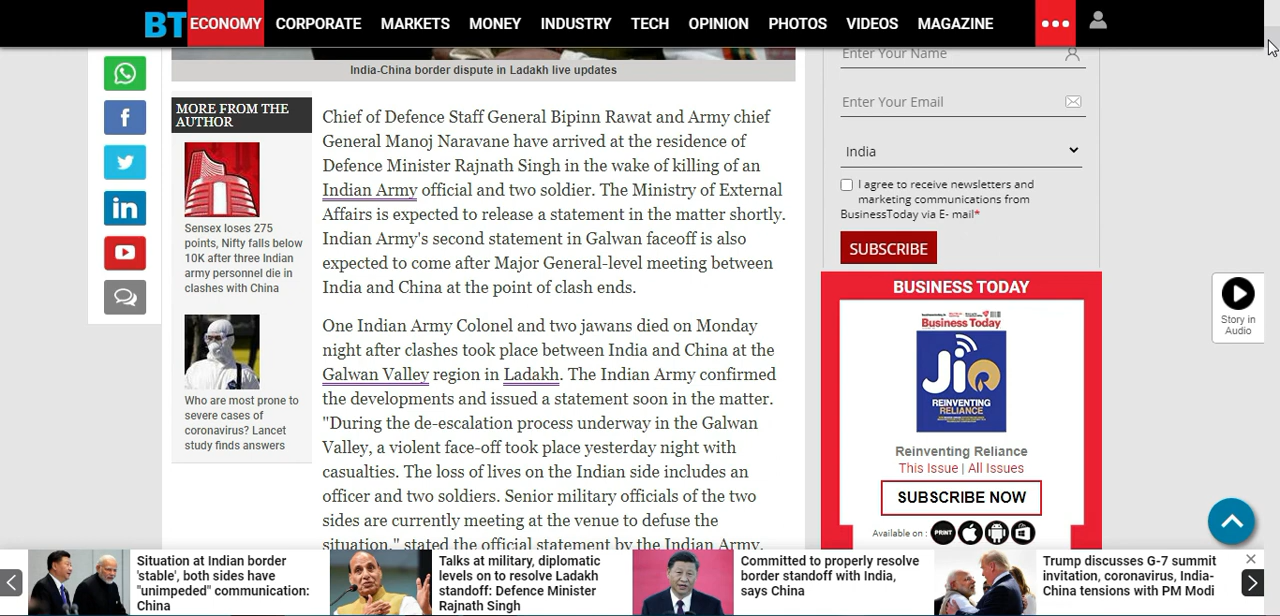 BT
ECONOMY CORPORATE MARKETS MONEY INDUSTRY TECH OPINION PHOTOS VIDEOS MAGAZINE
India-China border dispute in Ladakh live updates
MORE FROM THE
AUTHOR
Sensex loses 275
points, Nifty falls below
10K after three Indian
army personnel die in
clashes with China
Who are most prone to
severe cases of
coronavirus? Lancet
study finds answers
Chief of Defence Staff General Bipinn Rawat and Army chief
General Manoj Naravane have arrived at the residence of
Defence Minister Rajnath Singh in the wake of killing of an
Indian Army official and two soldier. The Ministry of External
Affairs is expected to release a statement in the matter shortly.
Indian Army's second statement in Galwan faceoff is also
expected to come after Major General-level meeting between
India and China at the point of clash ends.
One Indian Army Colonel and two jawans died on Monday
night after clashes took place between India and China at the
Galwan Valley region in Ladakh. The Indian Army confirmed
the developments and issued a statement soon in the matter.
"During the de-escalation process underway in the Galwan
Valley, a violent face-off took place yesterday night with
casualties. The loss of lives on the Indian side includes an
officer and two soldiers. Senior military officials of the two
sides are currently meeting at the venue to defuse the
situation," stated the official statement by the Indian Army.
Enter Your Name
Enter Your Email
India
I agree to receive newsletters and
marketing communications from
BusinessToday via E- mail*
SUBSCRIBE
BUSINESS TODAY
Business Today
Jio
REINVENTING
RELIANCE
Reinventing Reliance
This Issue | All Issues
SUBSCRIBE NOW
Available on :
PRINT
Story in
Audio
Situation at Indian border
'stable', both sides have
"unimpeded" communication:
China
Talks at military, diplomatic
levels on to resolve Ladakh
standoff: Defence Minister
Rajnath Singh
Committed to properly resolve
border standoff with India,
says China
Trump discusses G-7 summit
invitation, coronavirus, India-
China tensions with PM Modi